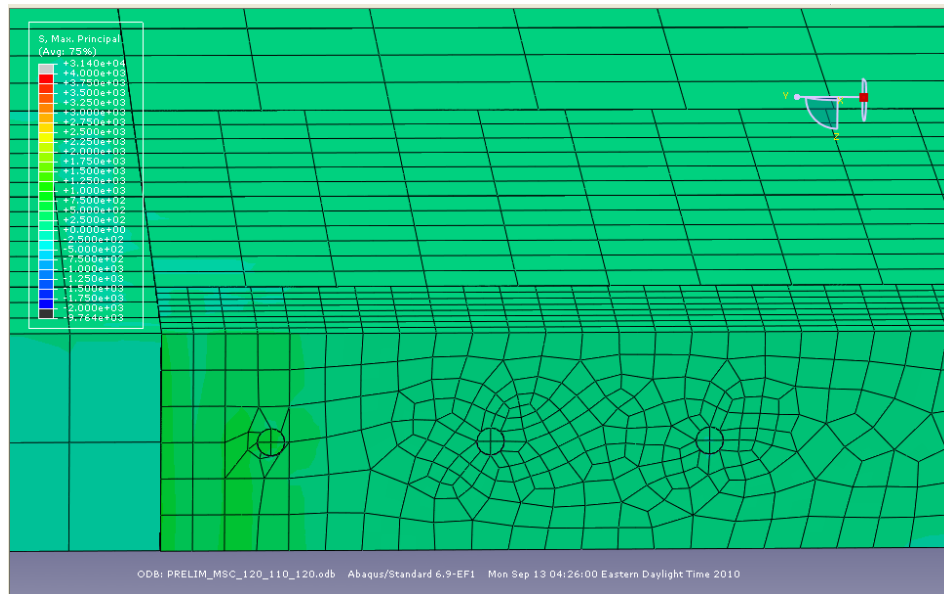 S, Max. Principal
(Avg: 75%)
+3.140e+04
+4.000e+03
+3.750e+03
+3.500e+03
+3.250e+03
+3.000e+03
+2.750e+03
+2.500e+03
+2.250e+03
+2.000e+03
+1.750e+03
+1.500e+03
+1.250e+03
+1.000e+03
+7.500e+02
+5.000e+02
+2.500e+02
+0.000e+00
-2.500e+02
-5.000e+02
-7.500e+02
-1.000e+03
-1.250e+03
-1.500e+03
-1.750e+03
-2.000e+03
-9.764e+03
Y
X
Z
ODB: PRELIM_MSC_120_110_120.odb Abaqus/Standard 6.9-EF1 Mon Sep 13 04:26:00 Eastern Daylight Time 2010